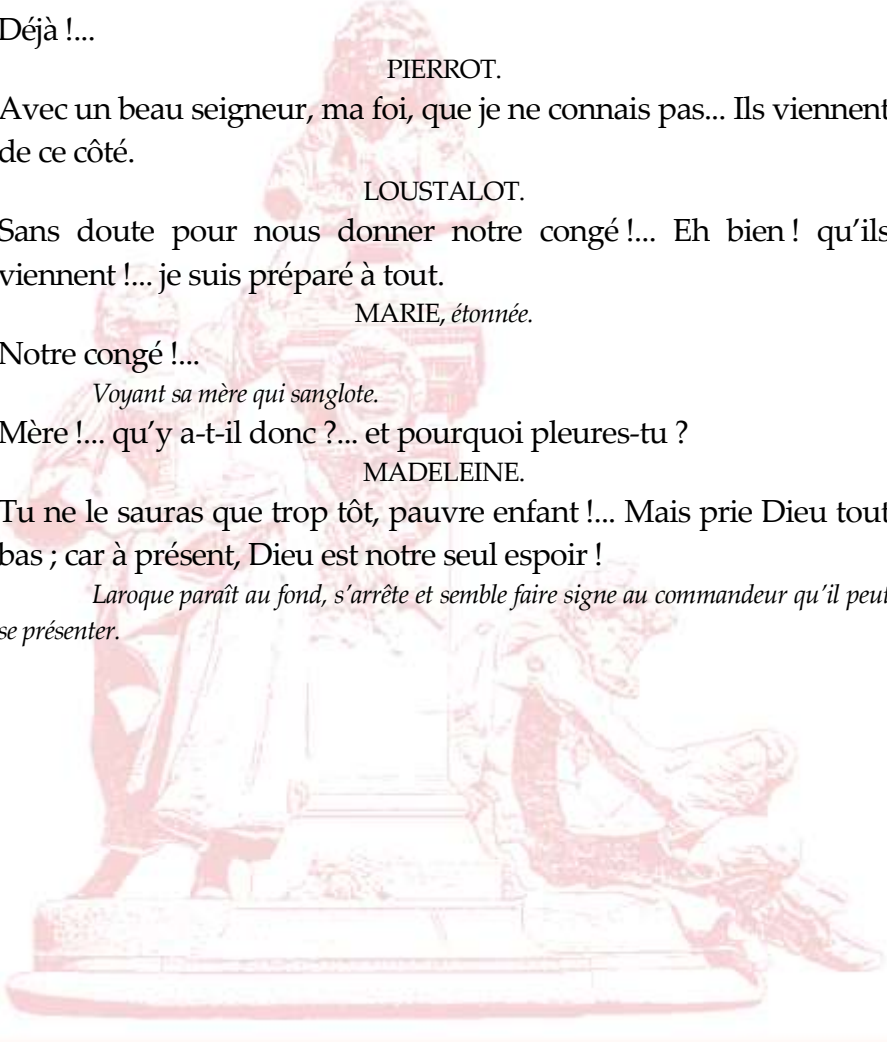 Déjà !...
PIERROT.
Avec un beau seigneur, ma foi, que je ne connais pas... Ils viennent
de ce côté.
LOUSTALOT.
Sans doute pour nous donner notre congé !... Eh bien ! qu’ils
viennent !... je suis préparé à tout.
MARIE, étonnée.
Notre congé !...
Voyant sa mère qui sanglote.
Mère !... qu’y a-t-il donc ?... et pourquoi pleures-tu ?
MADELEINE.
Tu ne le sauras que trop tôt, pauvre enfant !... Mais prie Dieu tout
bas ; car à présent, Dieu est notre seul espoir !
Laroque paraît au fond, s’arrête et semble faire signe au commandeur qu’il peut
se présenter.